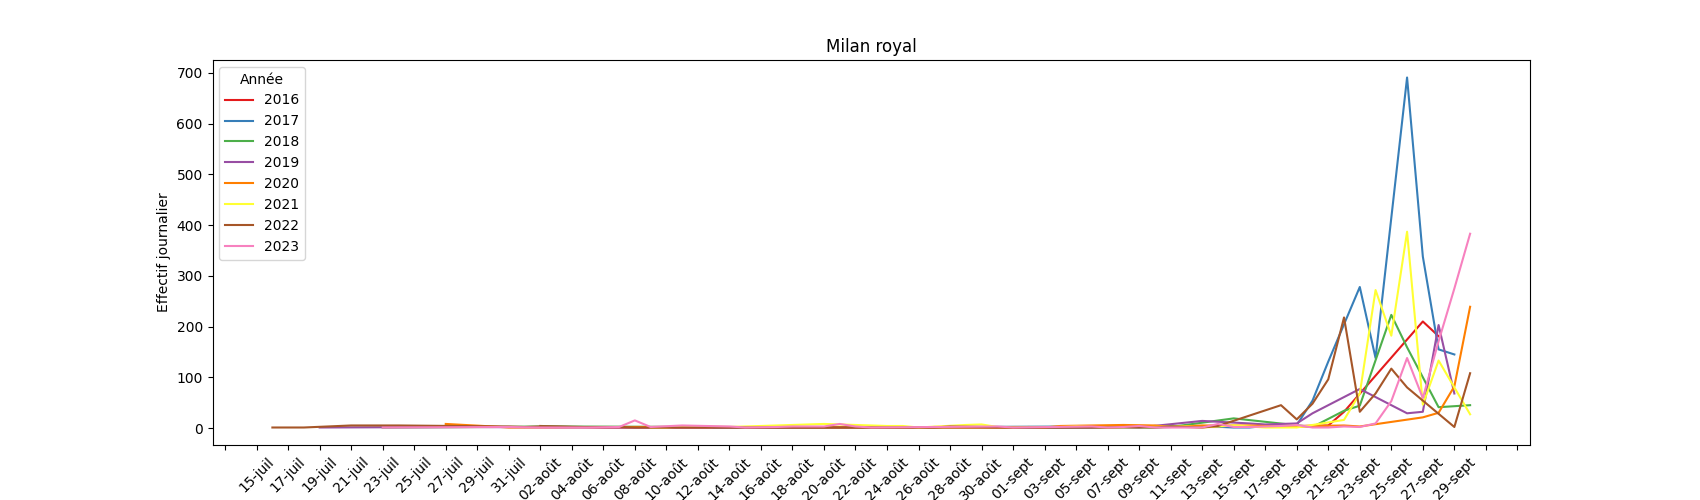 Milan royal
Effectif journalier
700
600
500
400
300
200
100
0
Année
2016
2017
2018
2019
2020
2021
2022
2023
15-juil
17-juil
19-juil
21-juil
23-juil
25-juil
27-juil
29-juil
31-juil
02-août
04-août
06-août
08-août
10-août
12-août
14-août
16-août
18-août
20-août
22-août
24-août
26-août
28-août
30-août
01-sept
03-sept
05-sept
07-sept
09-sept
11-sept
13-sept
15-sept
17-sept
19-sept
21-sept
23-sept
25-sept
27-sept
29-sept